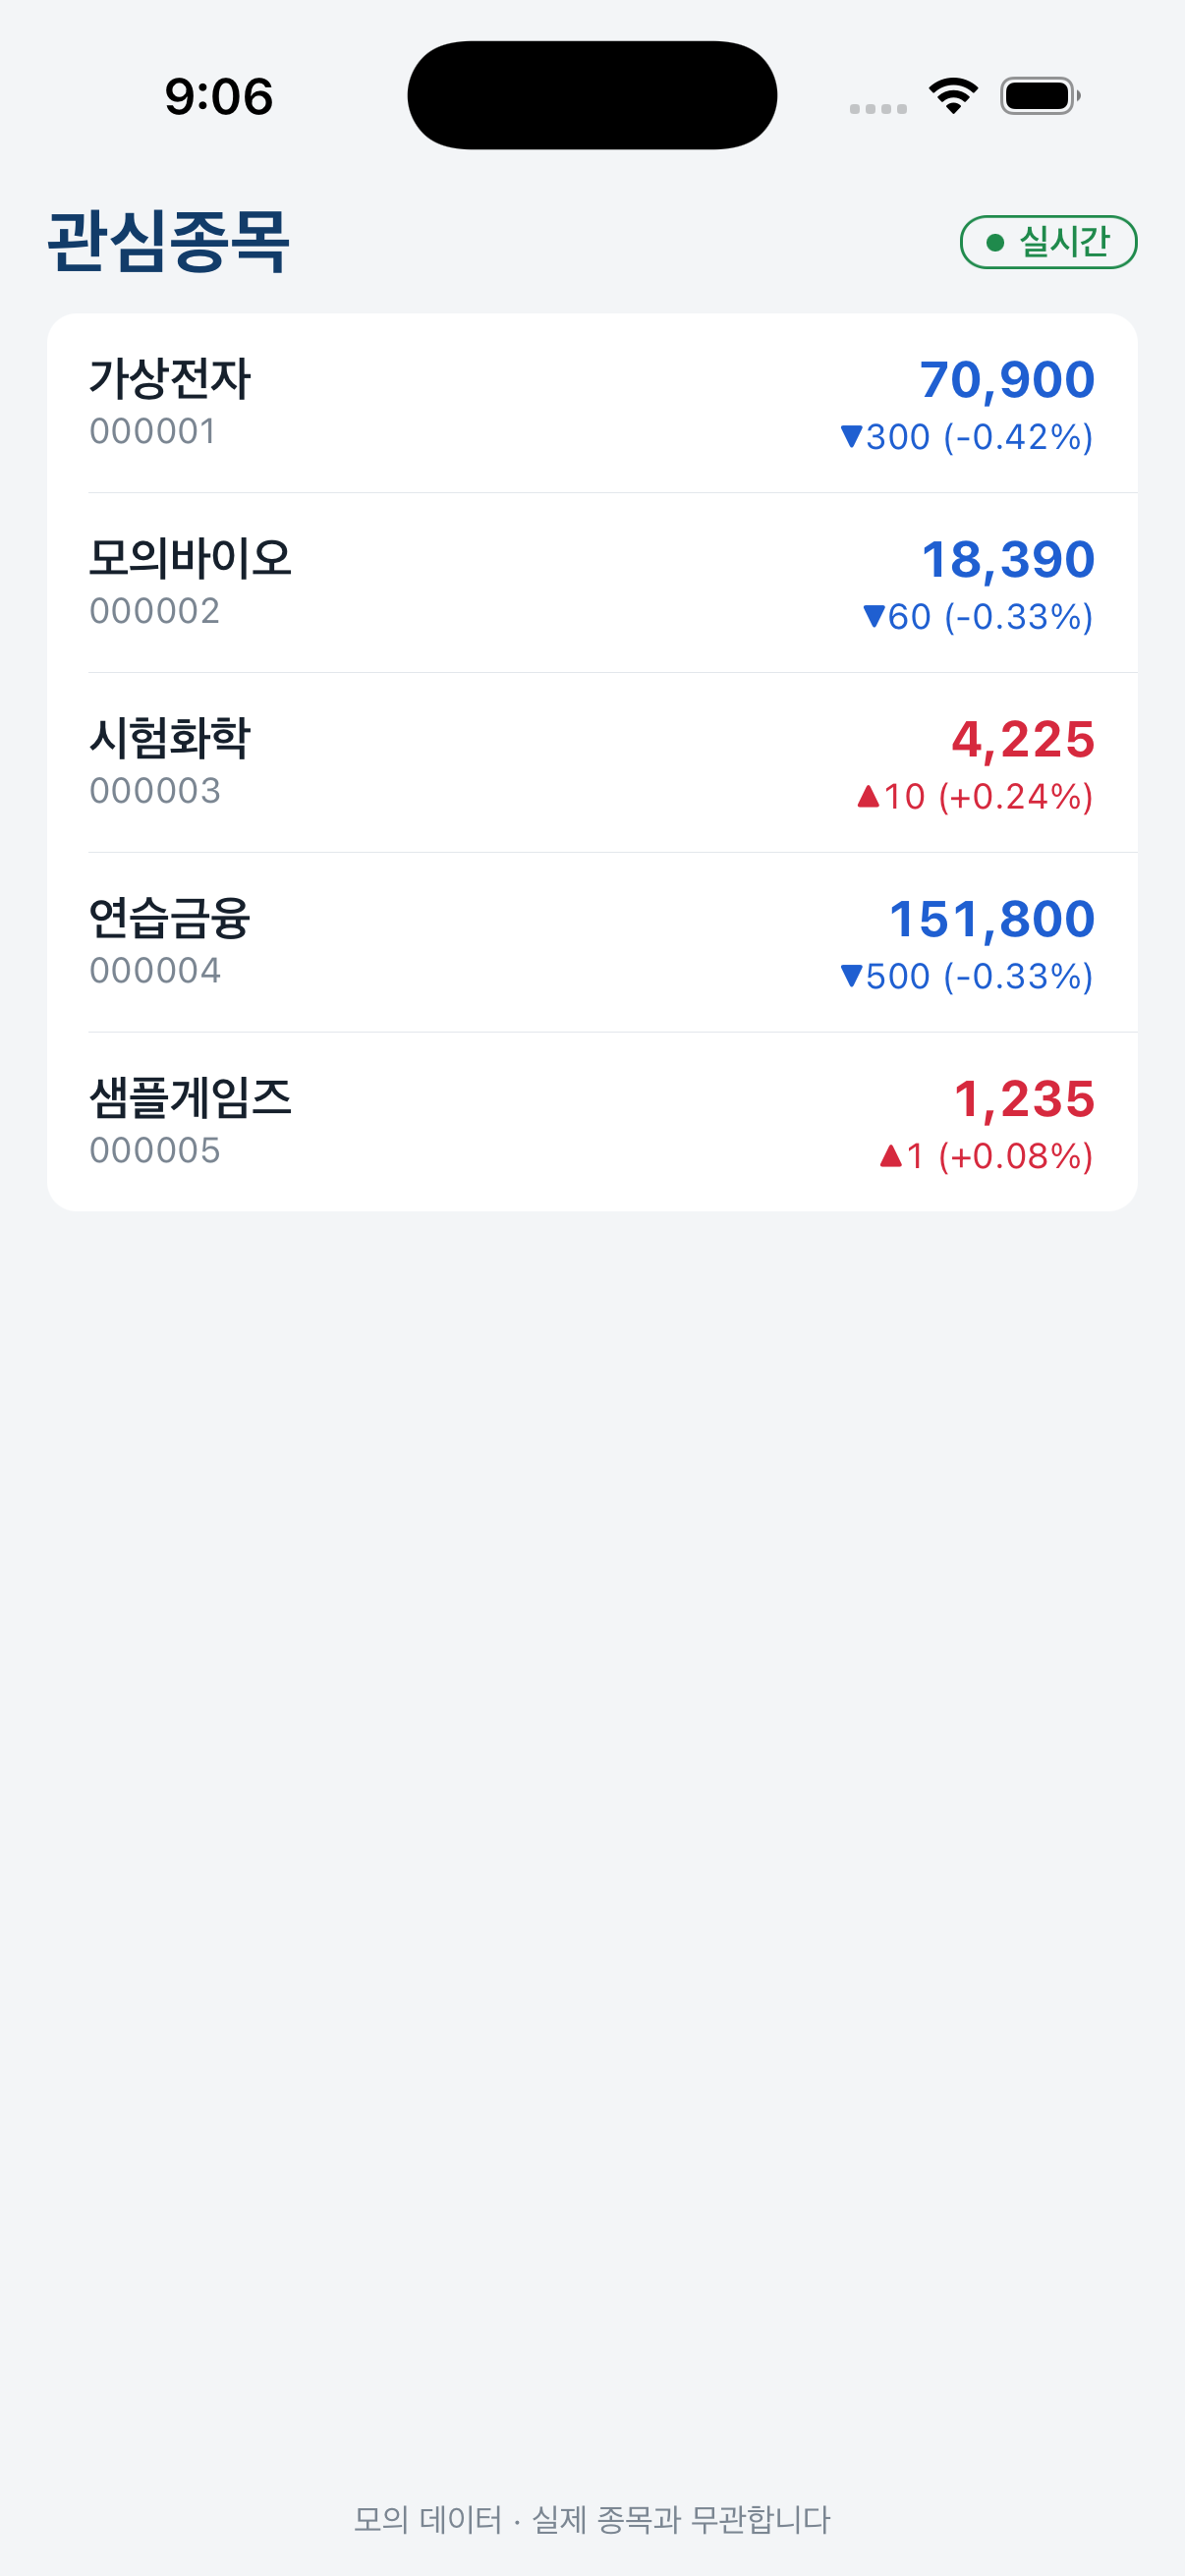 9:06
관심종목
● 실시간
가상전자
70,900
000001
▼300 (-0.42%)
모의바이오
18,390
000002
▼60 (-0.33%)
시험화학
4,225
000003
▲10 (+0.24%)
연습금융
151,800
000004
▼500 (-0.33%)
샘플게임즈
1,235
000005
▲1 (+0.08%)
모의 데이터 · 실제 종목과 무관합니다